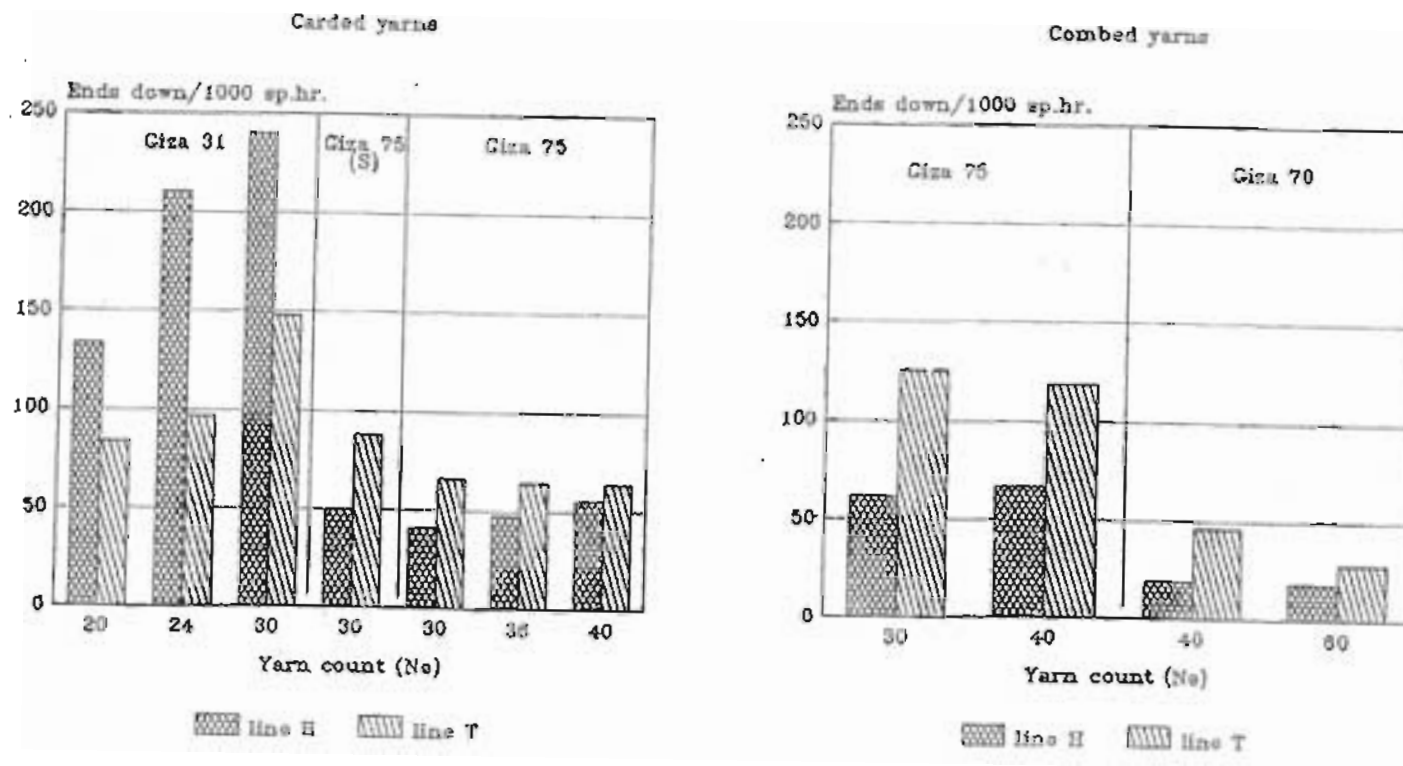 Carded yarns
Ends down/1000 sp.hr.
250
200
150
100
50
0
Giza 31
Giza 75
(S)
Giza 75
20
24
30
30
30
36
40
Yarn count (Ne)
line H
line T
Combed yarns
Ends down/1000 sp.hr.
250
200
150
100
50
0
Giza 75
Giza 70
30
40
40
60
Yarn count (Ne)
line H
line T